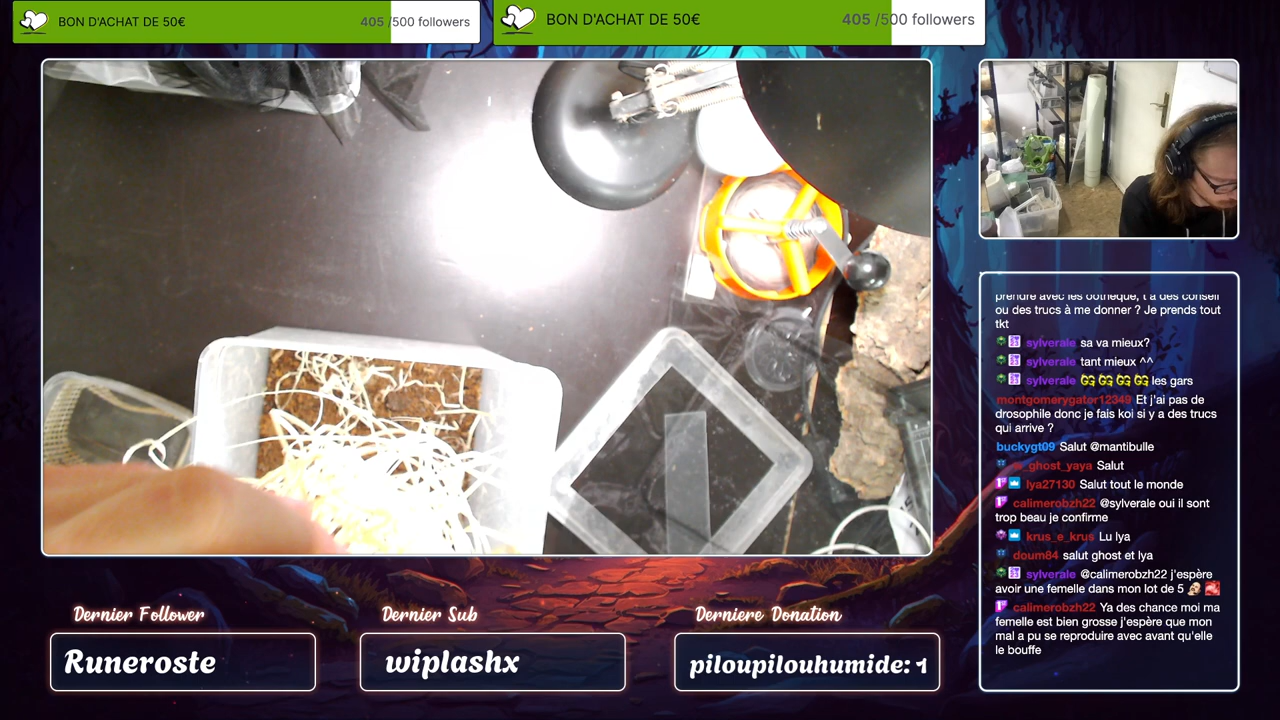 BON D'ACHAT DE 50€ 405 /500 followers
BON D'ACHAT DE 50€ 405 /500 followers
prendre avec les ootheque, t'a des conseil
ou des trucs à me donner ? Je prends tout
tkt
sylverale sa va mieux?
sylverale tant mieux ^^
sylverale GG GG GG GG les gars
montgomerygator12349 Et j'ai pas de
drosophile donc je fais koi si y a des trucs
qui arrive ?
buckygt09 Salut @mantibulle
_ghost_yaya Salut
lya27130 Salut tout le monde
calimerobzh22 @sylverale oui il sont
trop beau je confirme
krus_e_krus Lu lya
doum84 salut ghost et lya
sylverale @calimerobzh22 j'espère
avoir une femelle dans mon lot de 5
calimerobzh22 Ya des chance moi ma
femelle est bien grosse j'espère que mon
mal a pu se reproduire avec avant qu'elle
le bouffe
Dernier Follower
Runeroste
Dernier Sub
wiplashx
Derniere Donation
piloupilouhumide: 1